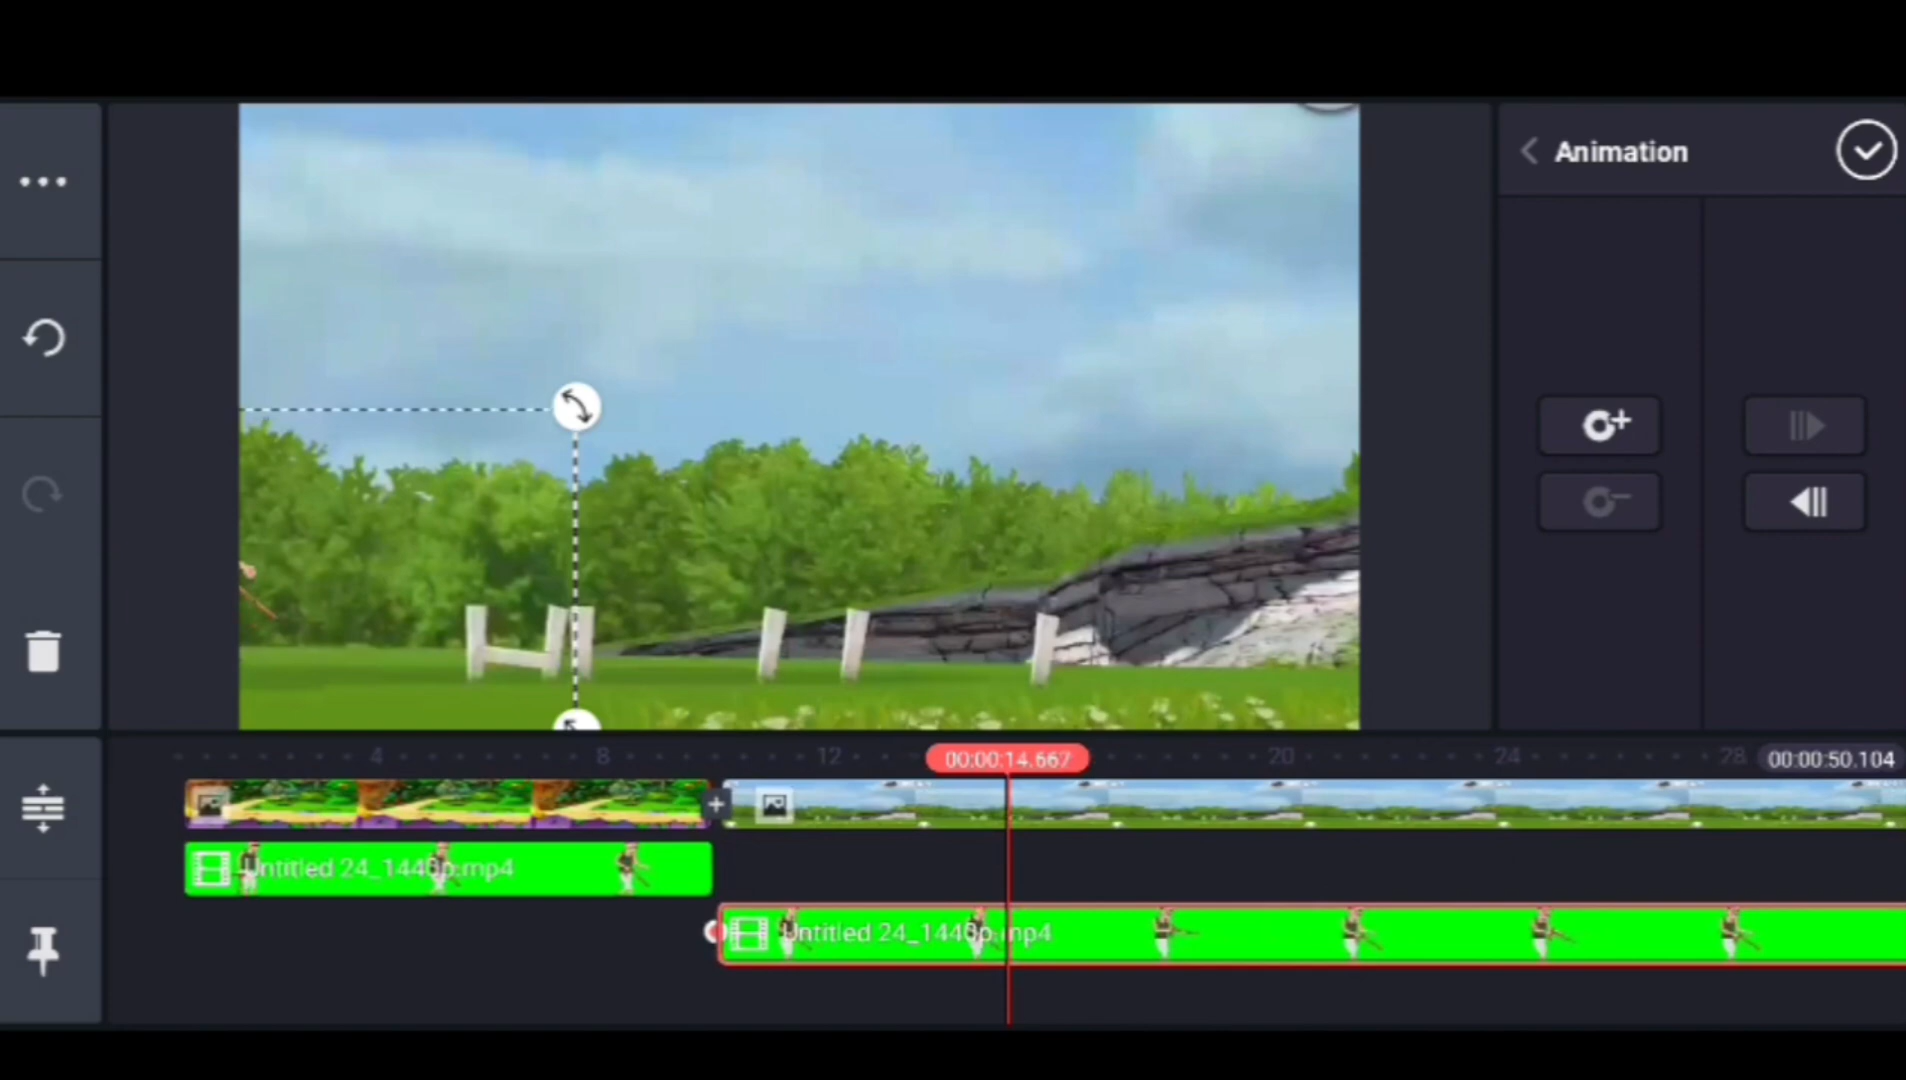 Animation
4 8 12 00:00:14.667 20 24 28 00:00:50.104
Untitled 24_1440p.mp4
Untitled 24_1440p.mp4